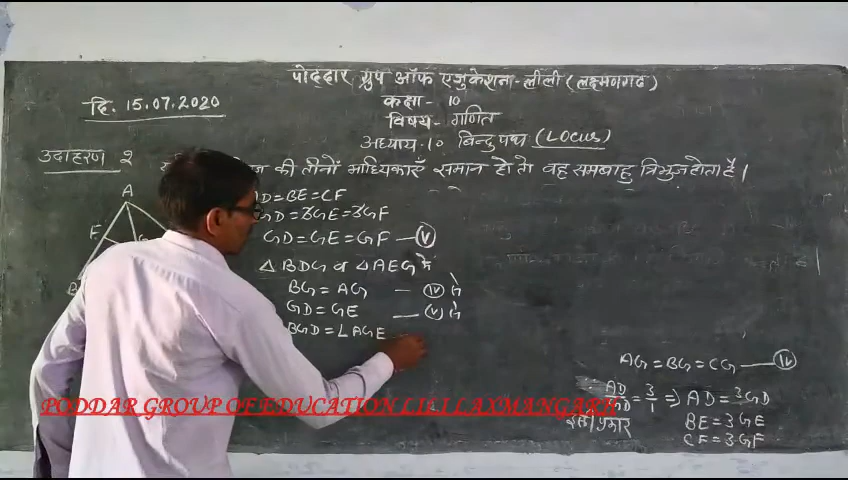 पोद्दार ग्रुप ऑफ एजुकेशन-लीली (लक्ष्मनगढ)
दि. 15.07.2020
कक्षा- 10
विषय- गणित
अध्याय.10 बिन्दुपथ (Locus)
उदाहरण 2
की तीनों माध्यिकाएँ समान हो तो वह समबाहु त्रिभुज होता है।
D = BE = CF
GD = 3GE = 3GF
GD = GE = GF — (V)
Δ BDG व ΔAEG में
BG = AG — (IV) से
GD = GE — (V) से
BGD = ∠AGE
A
F
G
B
AG = BG = CG — (IV)
AD/GD = 3/1 ⇒ AD = 3GD
इसी प्रकार BE = 3GE
CF = 3GF
PODDAR GROUP OF EDUCATION LILI LAXMANGARH